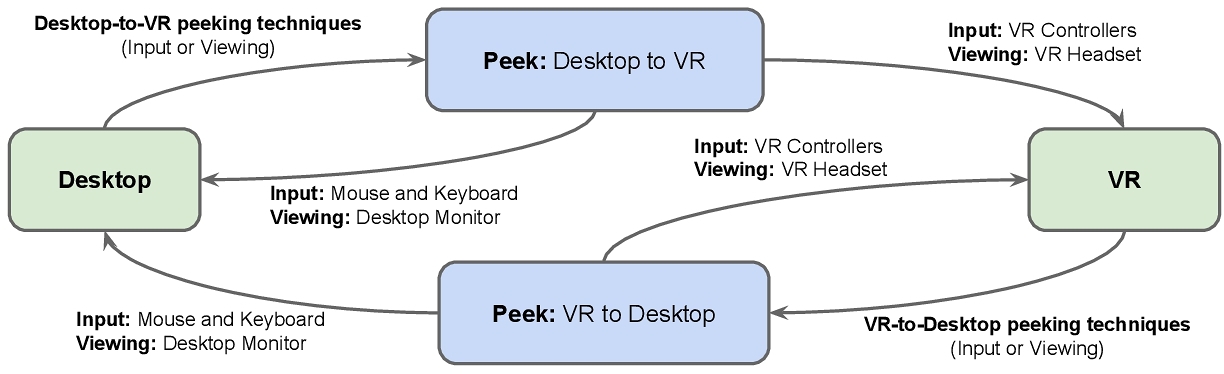 Desktop-to-VR peeking techniques
(Input or Viewing)
Peek: Desktop to VR
Input: VR Controllers
Viewing: VR Headset
Desktop
Input: Mouse and Keyboard
Viewing: Desktop Monitor
Input: VR Controllers
Viewing: VR Headset
VR
Input: Mouse and Keyboard
Viewing: Desktop Monitor
Peek: VR to Desktop
VR-to-Desktop peeking techniques
(Input or Viewing)